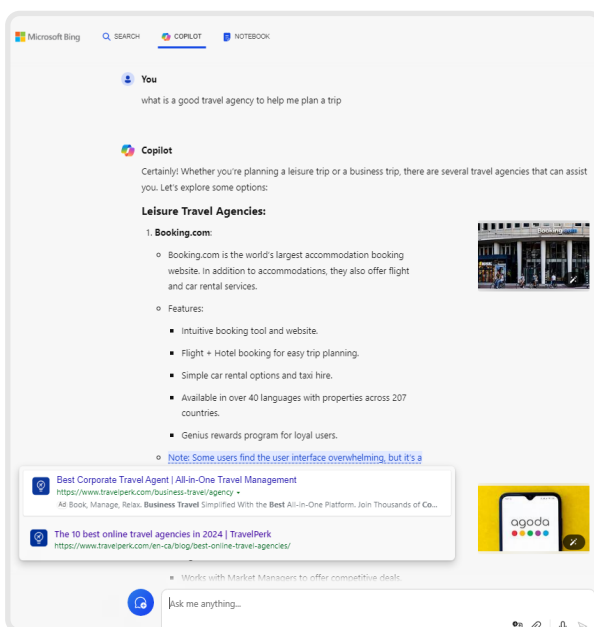 Microsoft Bing
SEARCH
COPILOT
NOTEBOOK
You
what is a good travel agency to help me plan a trip
Copilot
Certainly! Whether you're planning a leisure trip or a business trip, there are several travel agencies that can assist
you. Let's explore some options:
Leisure Travel Agencies:
1. Booking.com:
Booking.com is the world's largest accommodation booking
website. In addition to accommodations, they also offer flight
and car rental services.
Booking.com
Features:
Intuitive booking tool and website.
Flight + Hotel booking for easy trip planning.
Simple car rental options and taxi hire.
Available in over 40 languages with properties across 207
countries.
Genius rewards program for loyal users.
Note: Some users find the user interface overwhelming, but it's a
Best Corporate Travel Agent | All-in-One Travel Management
https://www.travelperk.com/business-travel/agency
Ad Book, Manage, Relax. Business Travel Simplified With the Best All-in-One Platform. Join Thousands of Co...
The 10 best online travel agencies in 2024 | TravelPerk
https://www.travelperk.com/en-ca/blog/best-online-travel-agencies/
agoda
Works with Market Managers to offer competitive deals.
Ask me anything...